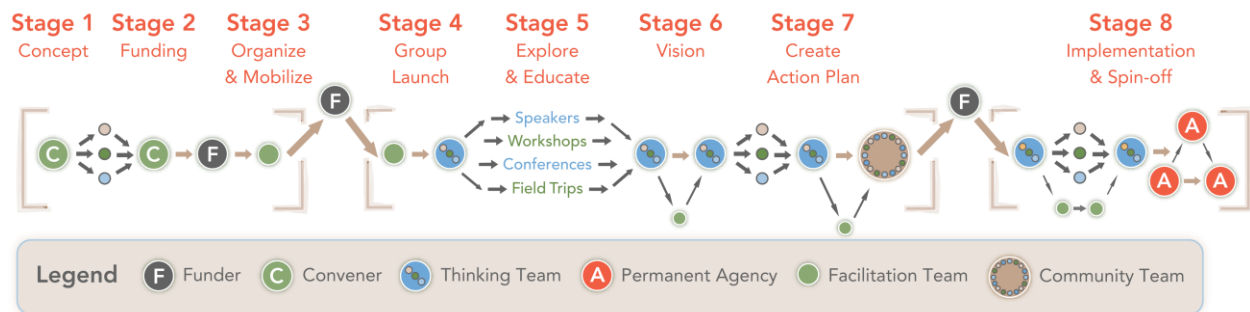 Stage 1
Concept
Stage 2
Funding
Stage 3
Organize
& Mobilize
Stage 4
Group
Launch
Stage 5
Explore
& Educate
Stage 6
Vision
Stage 7
Create
Action Plan
Stage 8
Implementation
& Spin-off
C
C
F
F
Speakers
Workshops
Conferences
Field Trips
F
A
A
A
Legend
F Funder
C Convener
Thinking Team
A Permanent Agency
Facilitation Team
Community Team